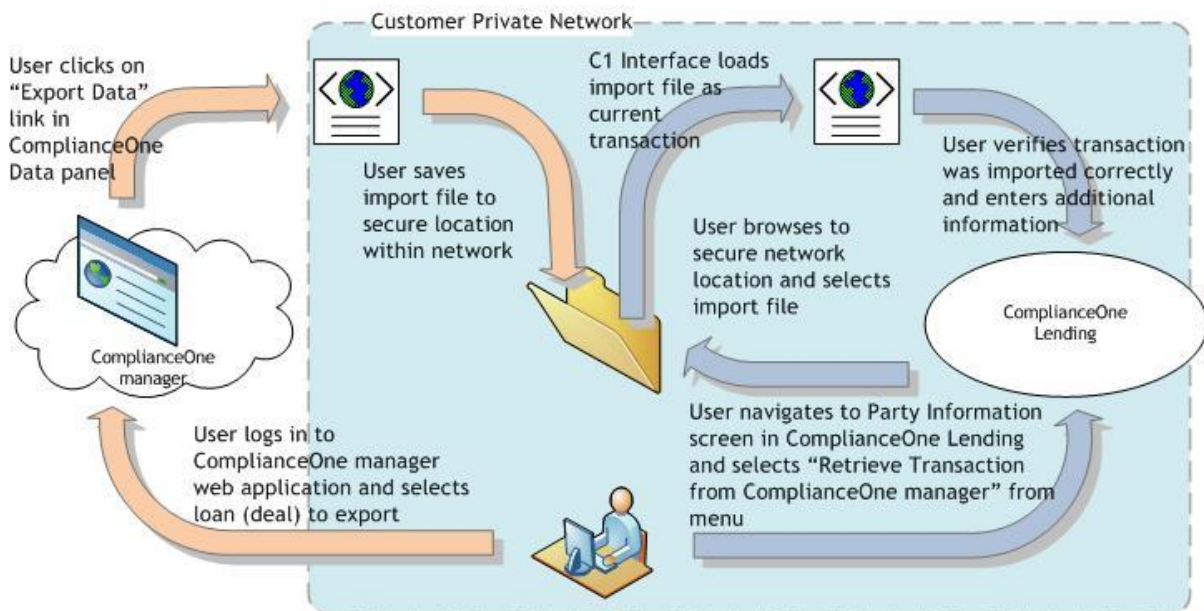 Customer Private Network
User clicks on
“Export Data”
link in
ComplianceOne
Data panel
C1 Interface loads
import file as
current
transaction
User verifies transaction
was imported correctly
and enters additional
information
User saves
import file to
secure location
within network
User browses to
secure network
location and selects
import file
ComplianceOne
manager
ComplianceOne
Lending
User logs in to
ComplianceOne manager
web application and selects
loan (deal) to export
User navigates to Party Information
screen in ComplianceOne Lending
and selects “Retrieve Transaction
from ComplianceOne manager” from
menu